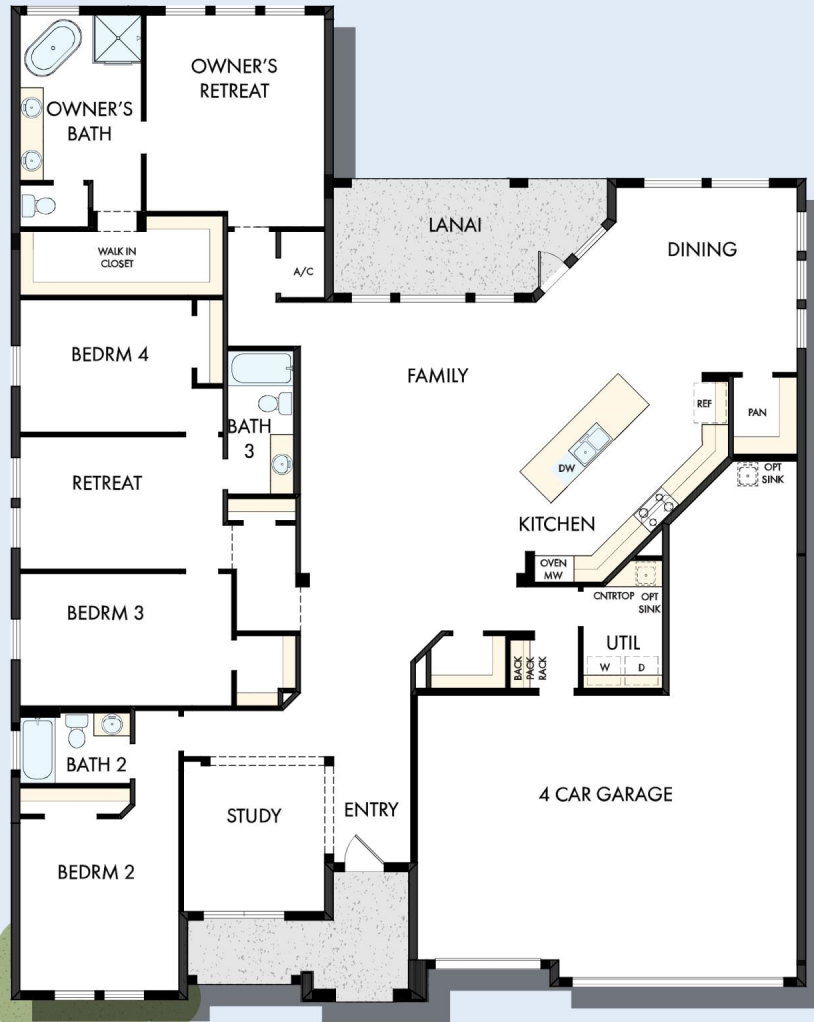 OWNER'S
RETREAT
OWNER'S
BATH
LANAI
DINING
WALK IN
CLOSET
A/C
BEDRM 4
FAMILY
REF
PAN
BATH
3
DW
RETREAT
OPT
SINK
KITCHEN
OVEN
MW
CNTRTOP
OPT
SINK
BEDRM 3
UTIL
W
D
BACK
PACK
RACK
BATH 2
4 CAR GARAGE
STUDY
ENTRY
BEDRM 2